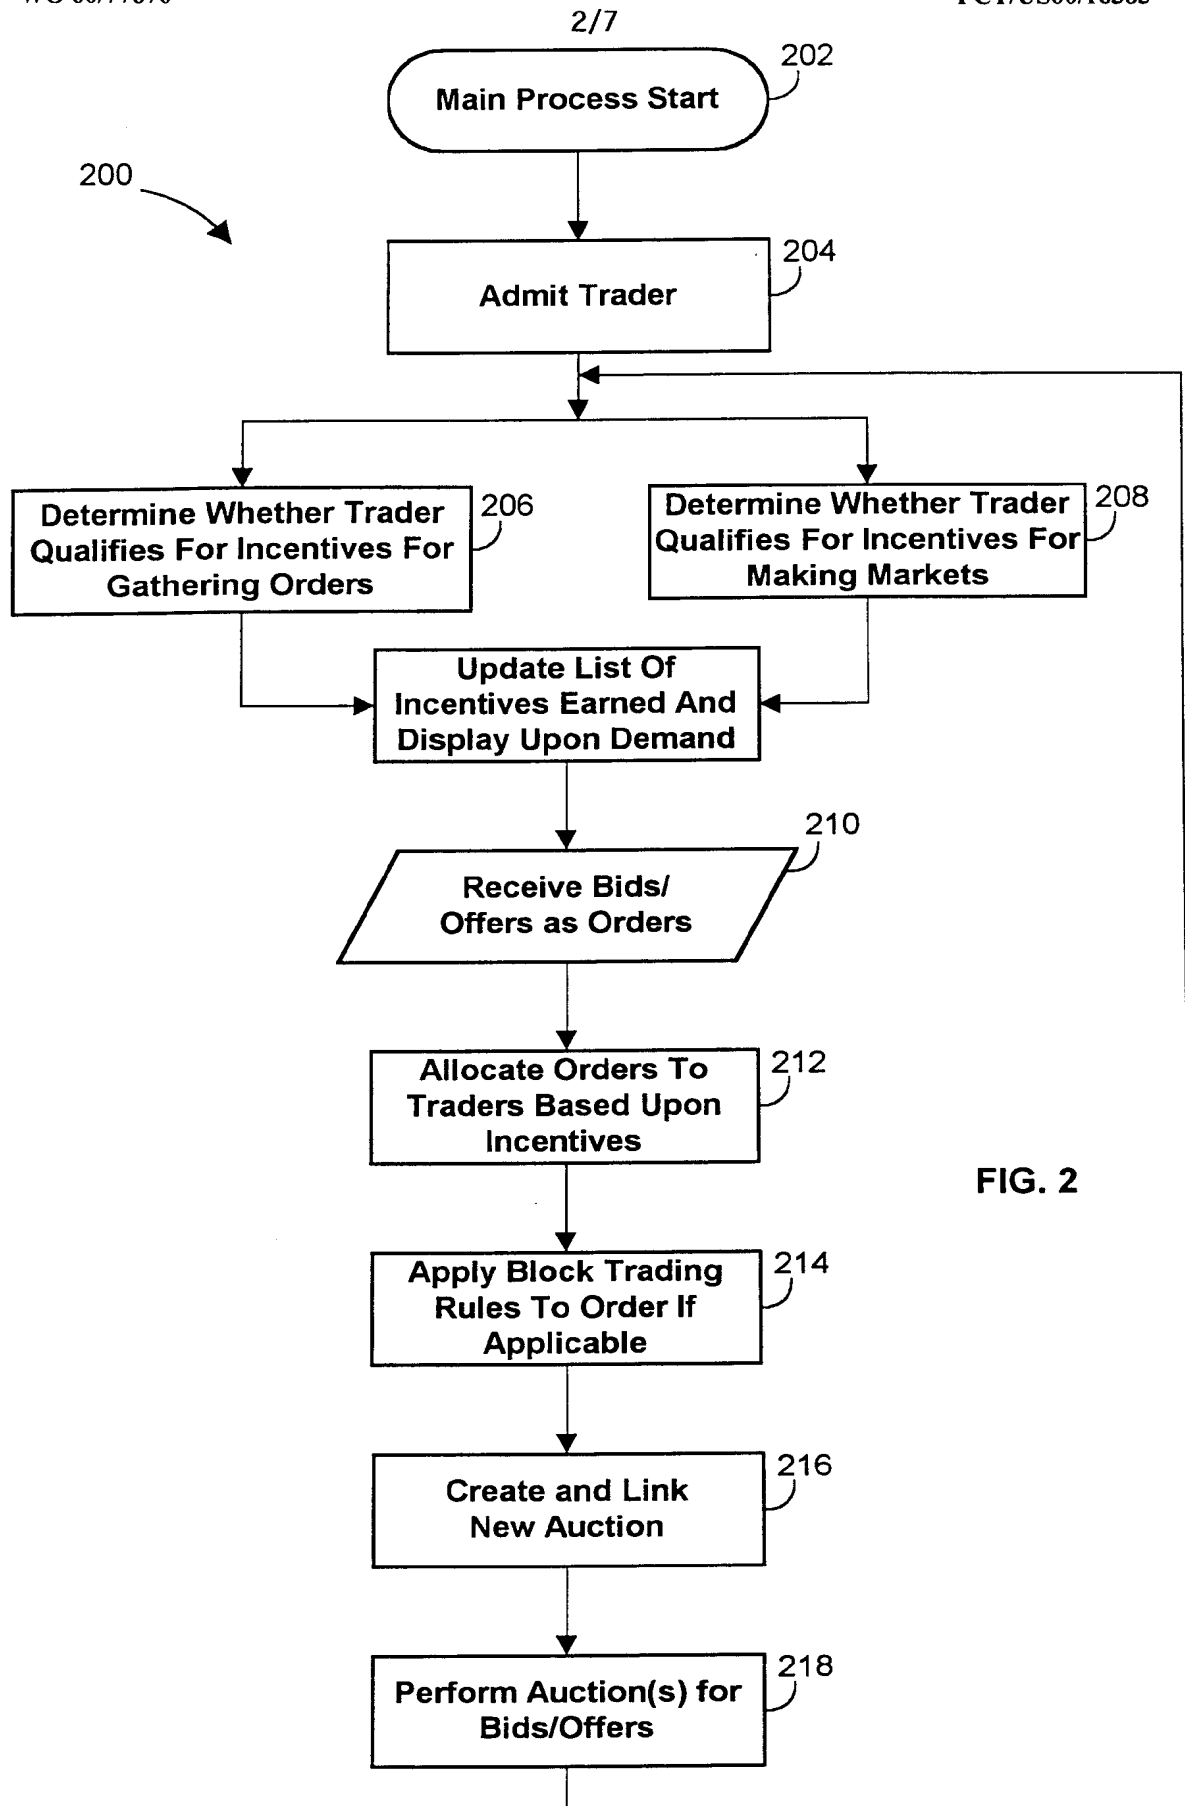 2/7
202
Main Process Start
200
204
Admit Trader
206
Determine Whether Trader
Qualifies For Incentives For
Gathering Orders
208
Determine Whether Trader
Qualifies For Incentives For
Making Markets
Update List Of
Incentives Earned And
Display Upon Demand
210
Receive Bids/
Offers as Orders
212
Allocate Orders To
Traders Based Upon
Incentives
FIG. 2
214
Apply Block Trading
Rules To Order If
Applicable
216
Create and Link
New Auction
218
Perform Auction(s) for
Bids/Offers